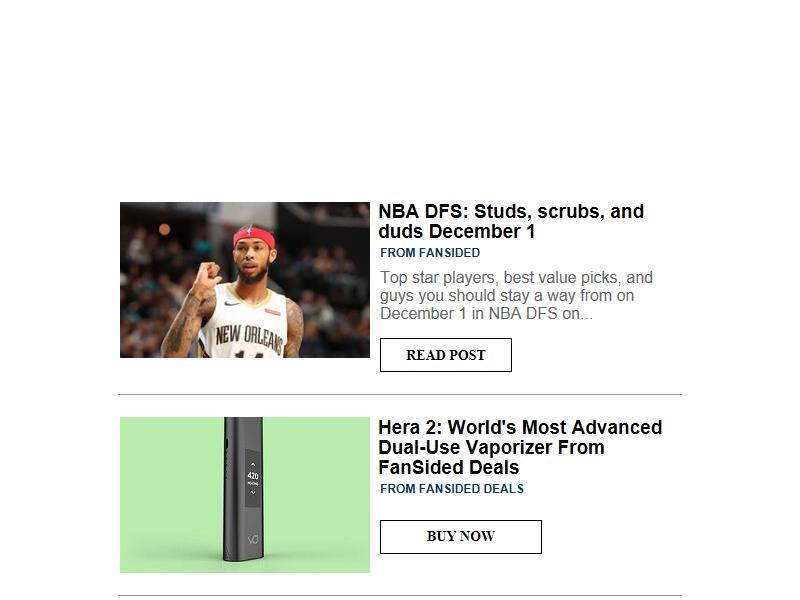 NBA DFS: Studs, scrubs, and
duds December 1
FROM FANSIDED
Top star players, best value picks, and
guys you should stay a way from on
December 1 in NBA DFS on...
READ POST
NEW ORLEANS
Hera 2: World's Most Advanced
Dual-Use Vaporizer From
FanSided Deals
FROM FANSIDED DEALS
420
BUY NOW